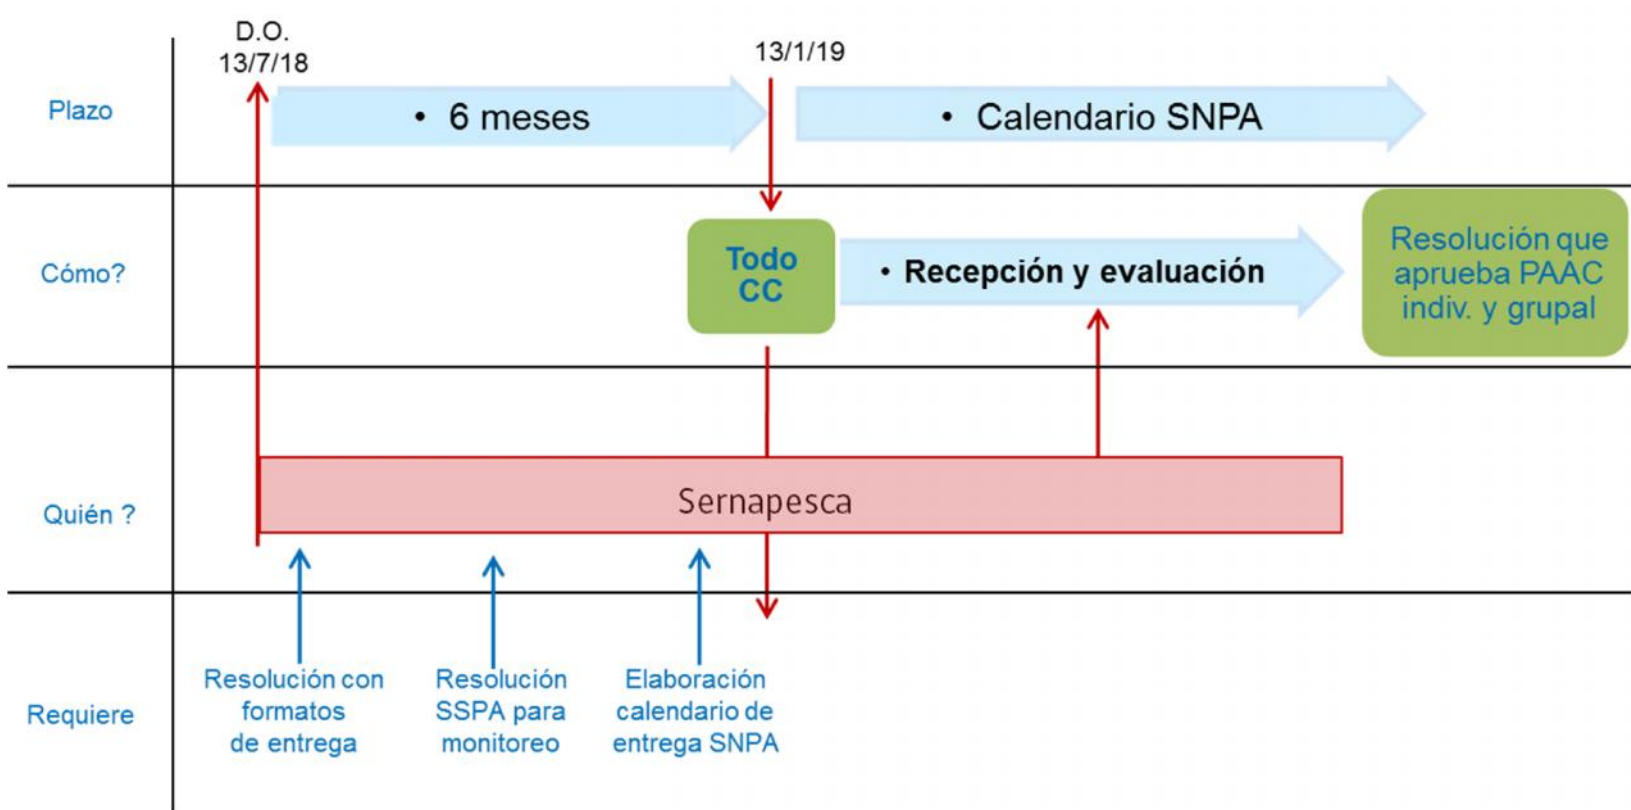 D.O.
13/7/18
13/1/19
Plazo
• 6 meses
• Calendario SNPA
Cómo?
Todo
CC
• Recepción y evaluación
Resolución que
aprueba PAAC
indiv. y grupal
Quién ?
Sernapesca
Requiere
Resolución con
formatos
de entrega
Resolución
SSPA para
monitoreo
Elaboración
calendario de
entrega SNPA